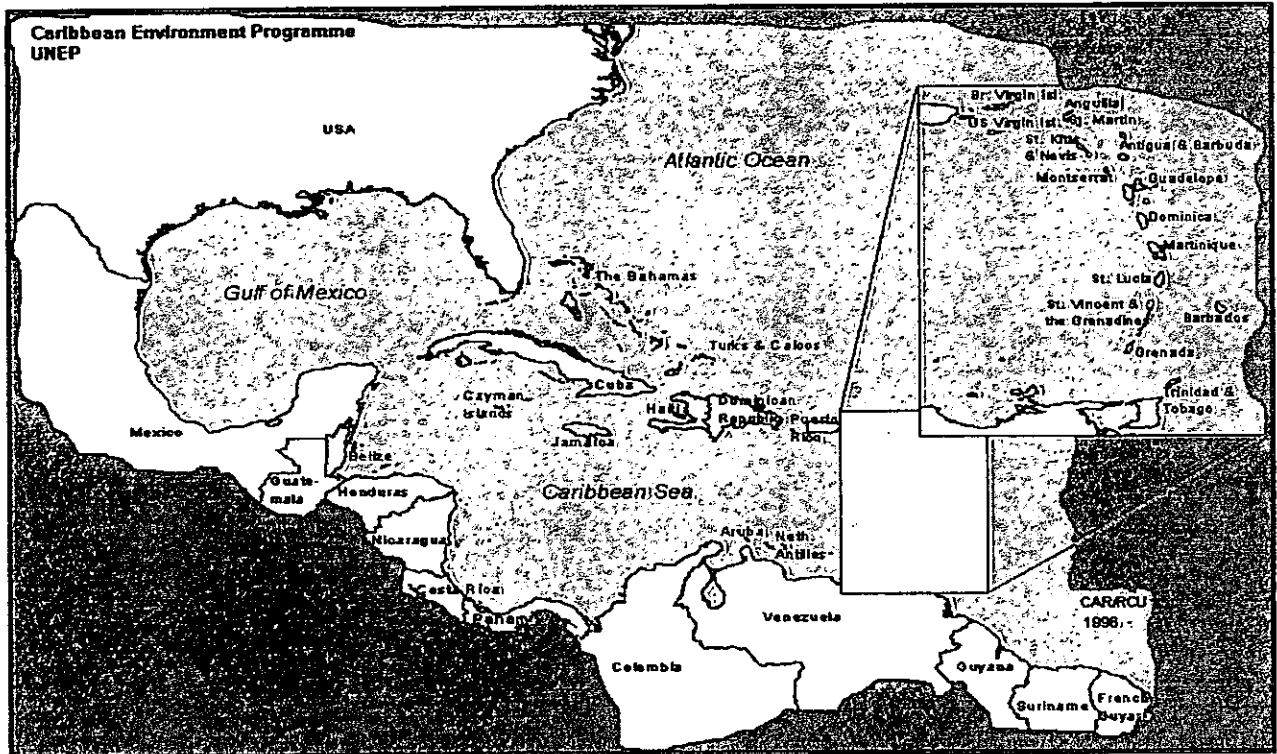 Caribbean Environment Programme
UNEP
USA
Atlantic Ocean
Gulf of Mexico
The Bahamas
Turks & Caicos
Cuba
Cayman
Islands
Haiti
Dominican
Republic
Puerto
Rico
Jamaica
Mexico
Belize
Guate-
mala
Honduras
Caribbean Sea
Nicaragua
Costa Rica
Panama
Aruba
Neth.
Antilles
Venezuela
Colombia
Guyana
Suriname
French
CAR/RCU
Br. Virgin Isl.
US Virgin Isl.
Anguilla
St. Martin
St. Kitts
& Nevis
Antigua & Barbuda
Montserrat
Guadelope
Dominica
Martinique
St. Lucia
St. Vincent &
the Grenadines
Barbados
Grenada
Trinidad &
Tobago